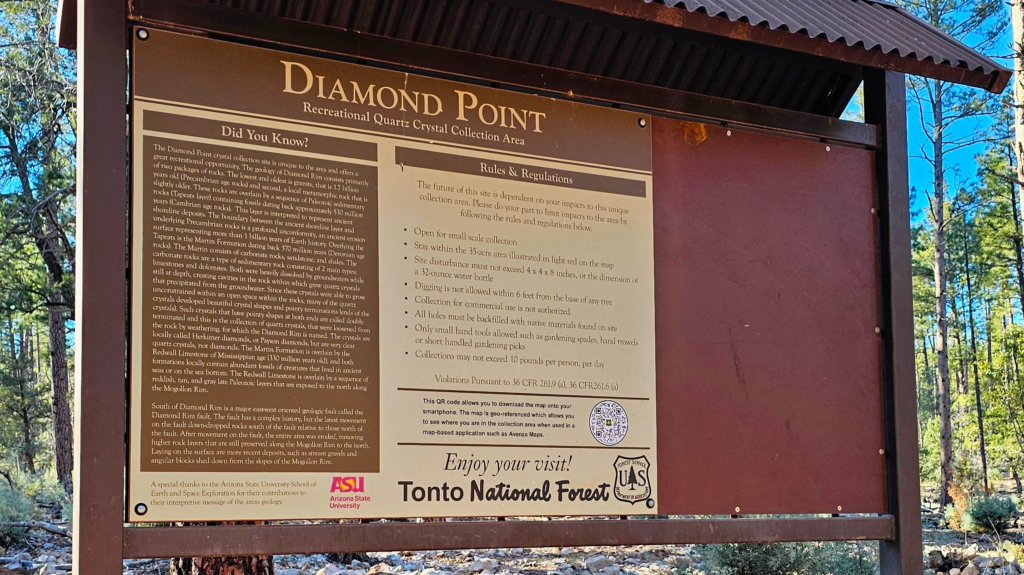 DIAMOND POINT
Recreational Quartz Crystal Collection Area
Did You Know?
The Diamond Point crystal collection site is unique to the area and offers a
great recreational opportunity. The geology of Diamond Rim consists primarily
of two packages of rocks. The lowest and oldest is granite, that is 1.7 billion
years old (Precambrian age rocks) and second, a local metamorphic rock that is
slightly older. These rocks are overlain by a sequence of Paleozoic sedimentary
rocks (Tapeats layer) containing fossils dating back approximately 530 million
years (Cambrian age rocks). This layer is interpreted to represent ancient
shoreline deposits. The boundary between the ancient shoreline layer and
underlying Precambrian rocks is a profound unconformity, an ancient erosion
surface representing more than 1 billion years of Earth history. Overlying the
Tapeats is the Martin Formation dating back 370 million years (Devonian age
rocks). The Martin consists of carbonate rocks, sandstone, and shales. The
carbonate rocks are a type of sedimentary rock consisting of 2 main types:
limestones and dolomites. Both were heavily dissolved by groundwaters while
still at depth, creating cavities in the rock within which grew quartz crystals
that precipitated from the groundwater. Since these crystals were able to grow
unconstrained within an open space within the rocks, many of the quartz
crystals developed beautiful crystal shapes and pointy terminations (ends of the
crystals). Such crystals that have pointy shapes at both ends are called doubly
terminated and this is the collection of quartz crystals, that were loosened from
the rock by weathering, for which the Diamond Rim is named. The crystals are
locally called Herkimer diamonds, or Payson diamonds, but are very clear
quartz crystals, not diamonds. The Martin Formation is overlain by the
Redwall Limestone of Mississippian age (330 million years old), and both
formations locally contain abundant fossils of creatures that lived in ancient
seas or on the sea bottom. The Redwall Limestone is overlain by a sequence of
reddish, tan, and gray late Paleozoic layers that are exposed to the north along
the Mogollon Rim.
South of Diamond Rim is a major east-west oriented geologic fault called the
Diamond Rim fault. The fault has a complex history, but the latest movement
on the fault down-dropped rocks south of the fault relative to those north of
the fault. After movement on the fault, the entire area was eroded, removing
higher rock layers that are still preserved along the Mogollon Rim to the north.
Laying on the surface are more recent deposits, such as stream gravels and
angular blocks shed down from the slopes of the Mogollon Rim.
A special thanks to the Arizona State University School of
Earth and Space Exploration for their contributions to
their interpretive message of the areas geology.
ASU
Arizona State
University
Rules & Regulations
The future of this site is dependent on your impacts to this unique
collection area. Please do your part to limit impacts to the area by
following the rules and regulations below.
• Open for small scale collection
• Stay within the 35-acre area illustrated in light red on the map
• Site disturbance must not exceed 4 x 4 x 8 inches, or the dimension of
a 32-ounce water bottle
• Digging is not allowed within 6 feet from the base of any tree
• Collection for commercial use is not authorized
• All holes must be backfilled with native materials found on site
• Only small hand tools allowed such as gardening spades, hand trowels
or short handled gardening picks
• Collections may not exceed 10 pounds per person, per day
Violations Pursuant to 36 CFR 261.9 (a), 36 CFR261.6 (a)
This QR code allows you to download the map onto your
smartphone. The map is geo-referenced which allows you
to see where you are in the collection area when used in a
map-based application such as Avenza Maps.
Enjoy your visit!
Tonto National Forest
FOREST SERVICE
US
DEPARTMENT OF AGRICULTURE